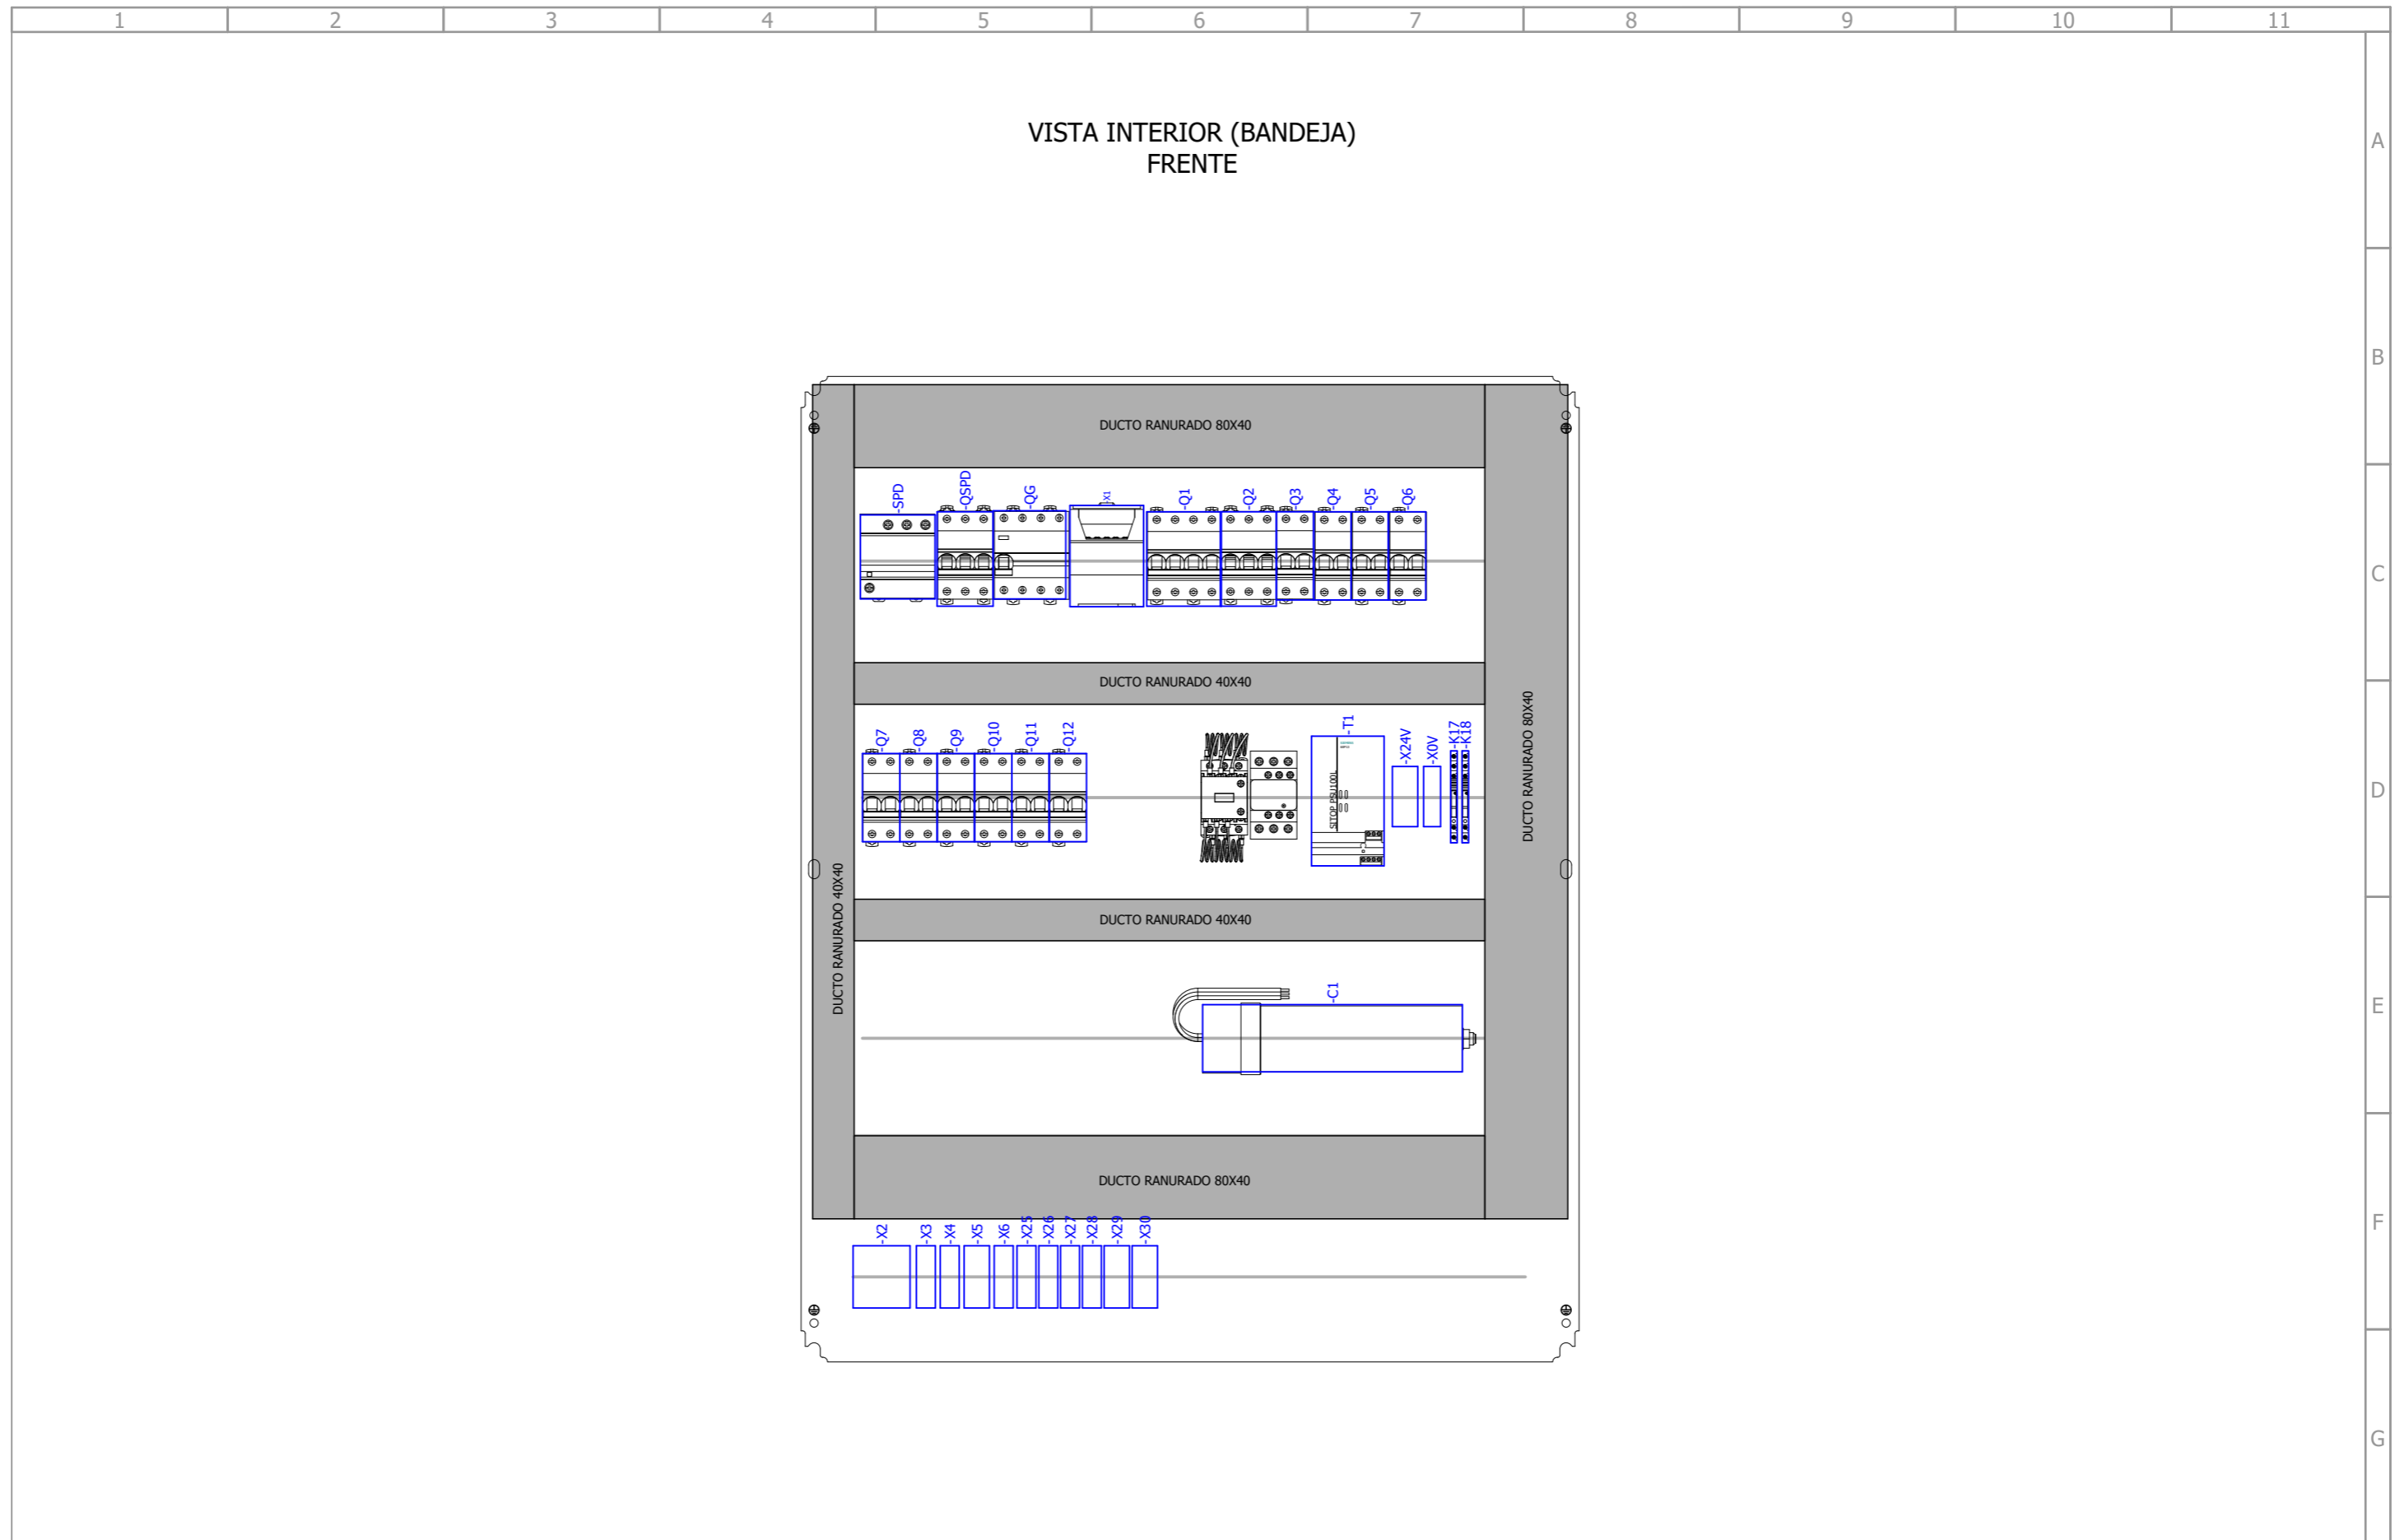 1 2 3 4 5 6 7 8 9 10 11
A
VISTA INTERIOR (BANDEJA)
FRENTE
B
DUCTO RANURADO 80X40
-SPD -QSPD -QG -X1 -Q1 -Q2 -Q3 -Q4 -Q5 -Q6
C
DUCTO RANURADO 40X40
DUCTO RANURADO 80X40
-Q7 -Q8 -Q9 -Q10 -Q11 -Q12 -T1 -X24V -X0V -K17 -K18
SITOP PSU100L
D
DUCTO RANURADO 40X40
DUCTO RANURADO 40X40
-C1
E
DUCTO RANURADO 80X40
-X2 -X3 -X4 -X5 -X6 -X25 -X26 -X27 -X28 -X29 -X30
F
G